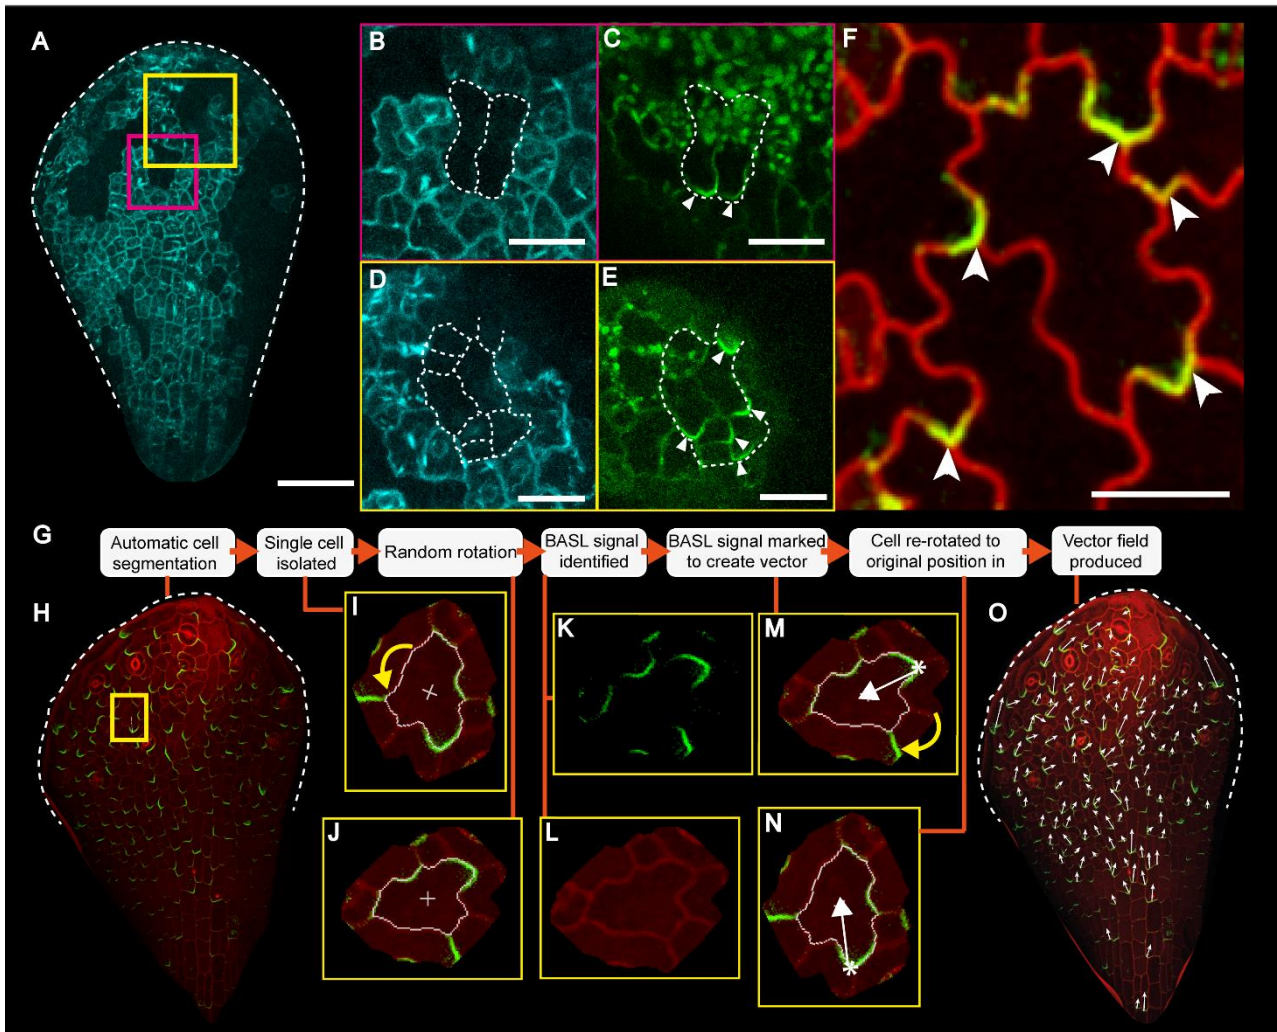 A
B
C
F
D
E
G
Automatic cell
segmentation
Single cell
isolated
Random rotation
BASL signal
identified
BASL signal marked
to create vector
Cell re-rotated to
original position in
Vector field
produced
H
I
K
M
O
J
L
N